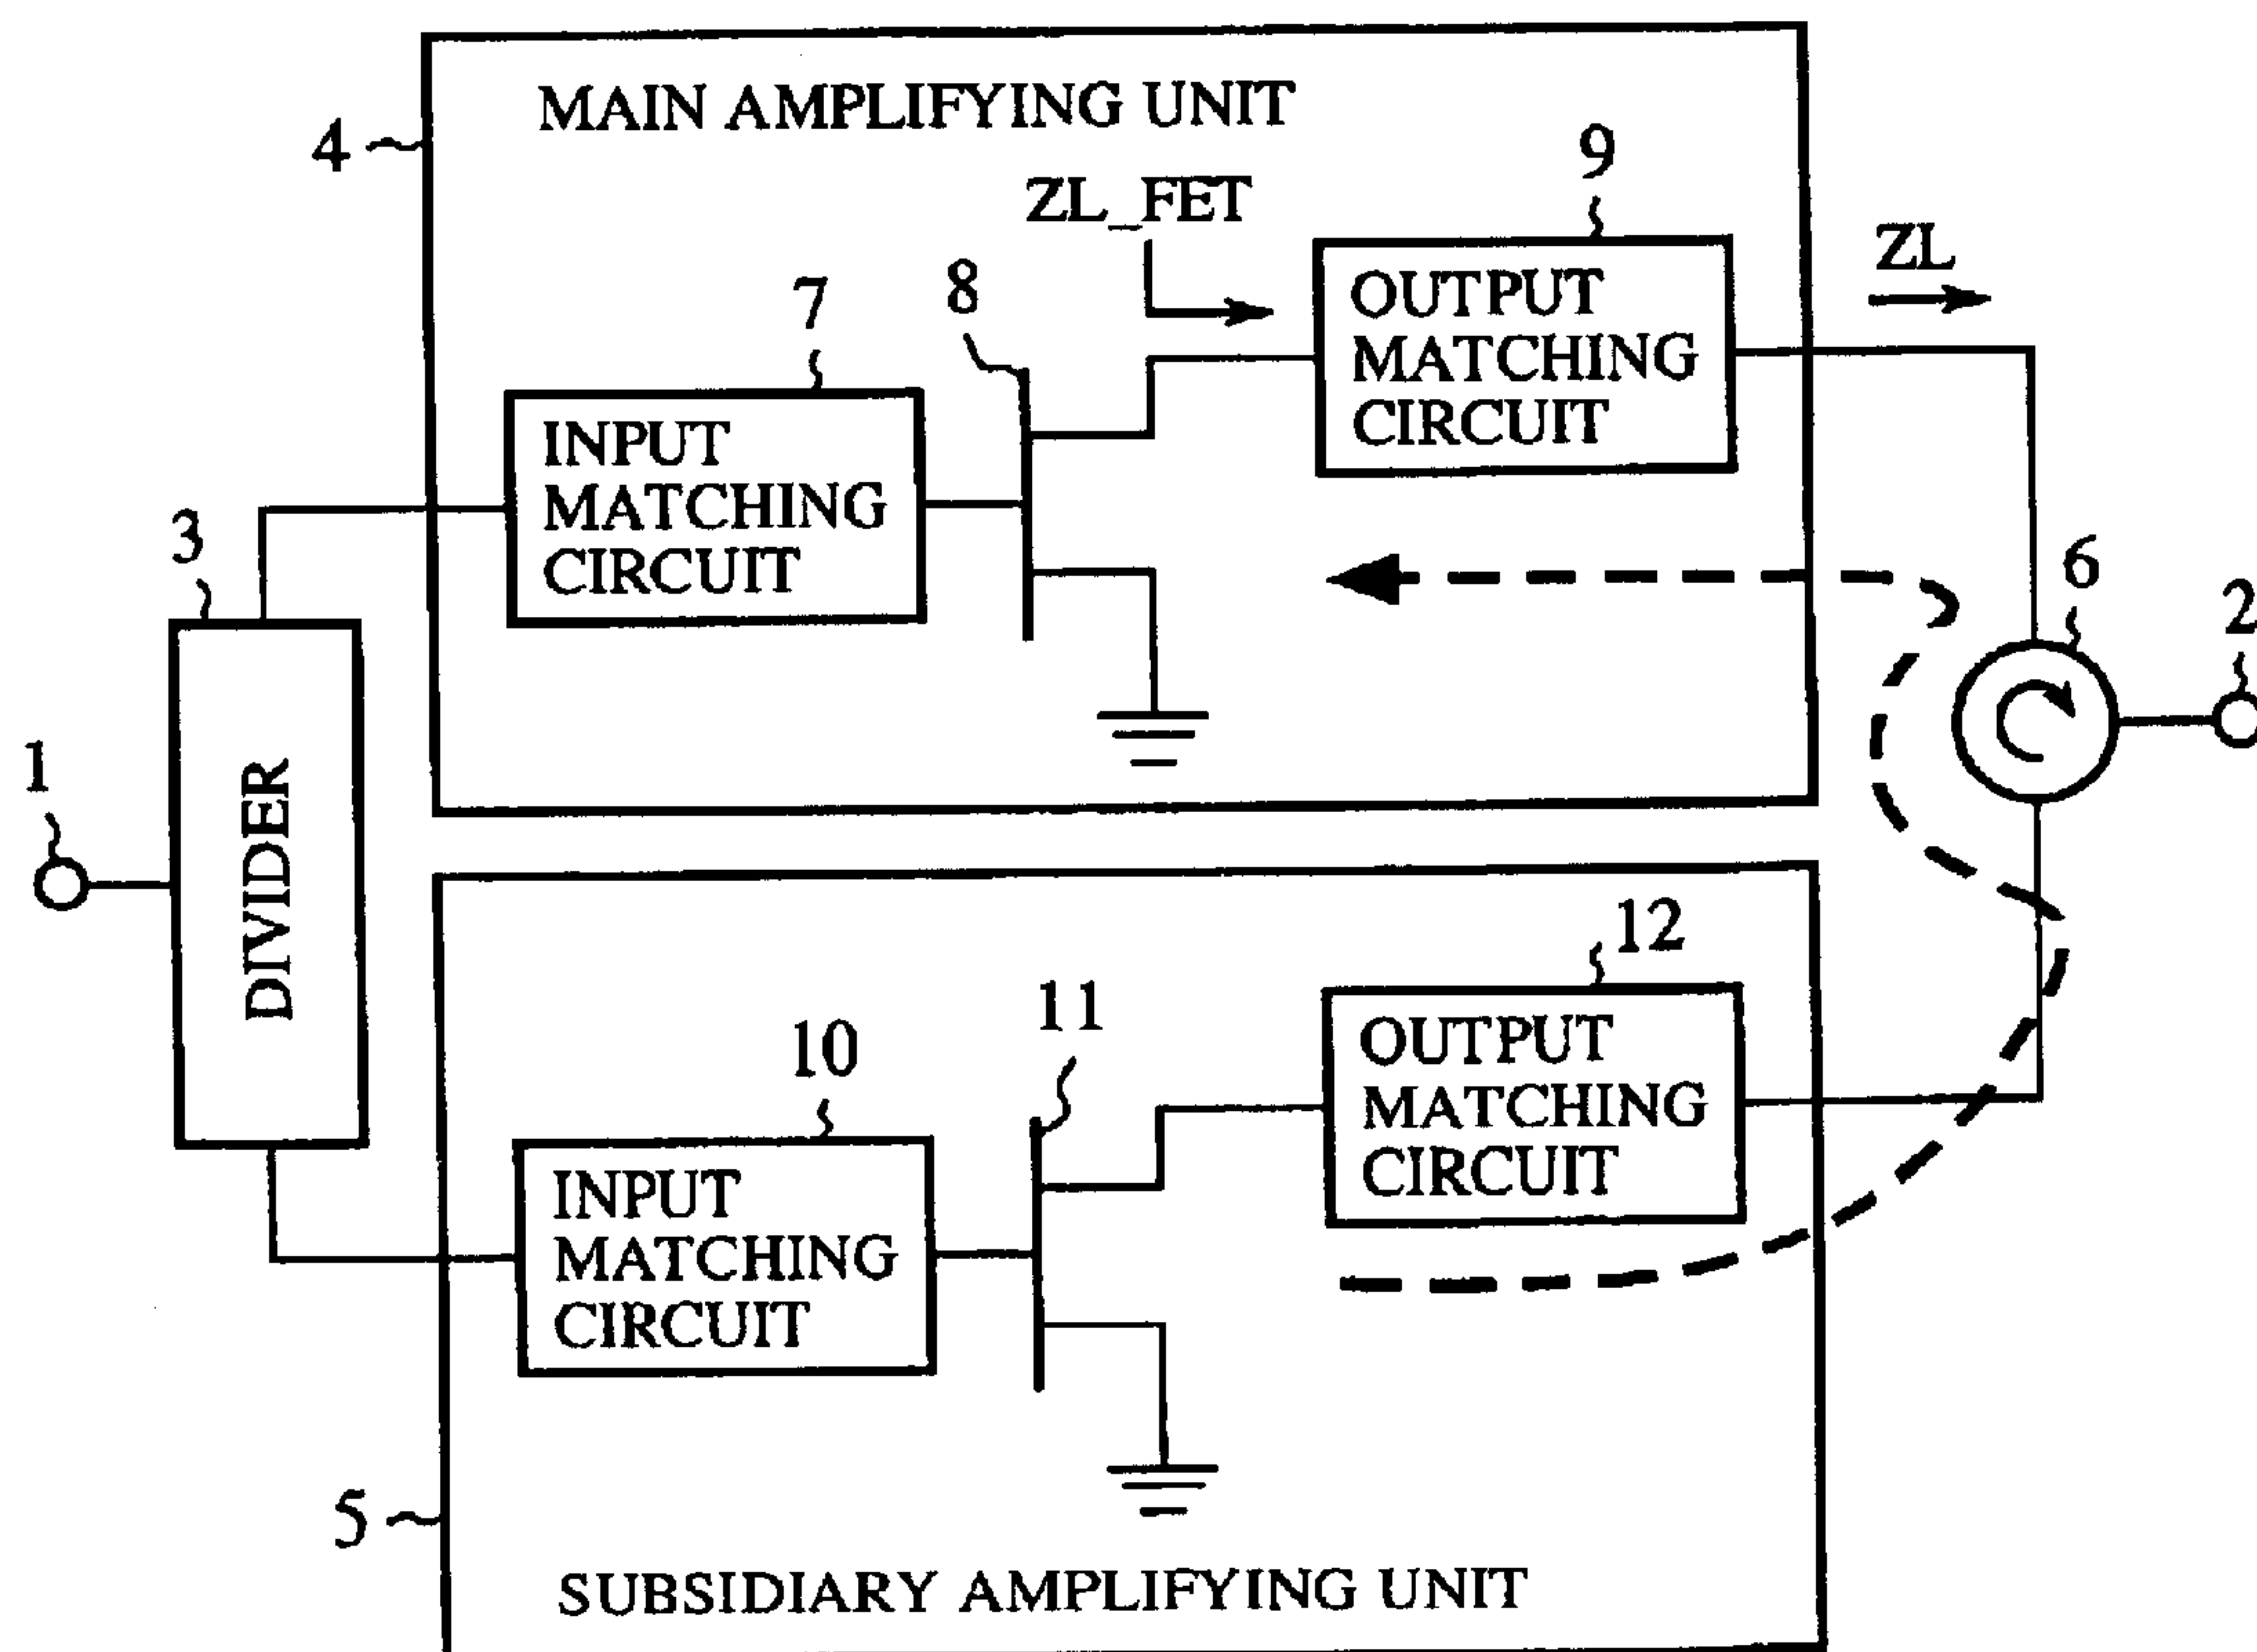 MAIN AMPLIFYING UNIT
4
ZL_FET
9
ZL
7
8
OUTPUT
MATCHING
CIRCUIT
INPUT
MATCHING
CIRCUIT
3
6
2
1
DIVIDER
12
11
10
OUTPUT
MATCHING
CIRCUIT
INPUT
MATCHING
CIRCUIT
5
SUBSIDIARY AMPLIFYING UNIT